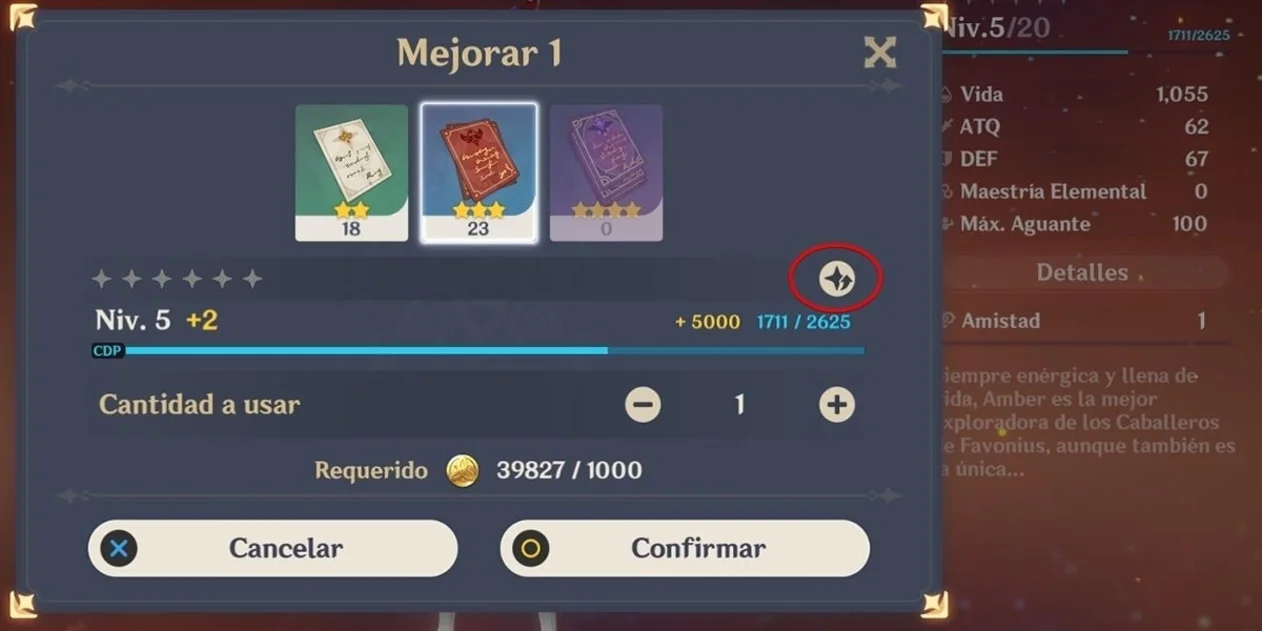 Mejorar 1
18
23
0
Niv. 5 +2
+ 5000 1711 / 2625
CDP
Cantidad a usar
1
Requerido 39827 / 1000
Cancelar
Confirmar
Niv.5/20
1711/2625
Vida 1,055
ATQ 62
DEF 67
Maestría Elemental 0
Máx. Aguante 100
Detalles
Amistad 1
iempre enérgica y llena de
ida, Amber es la mejor
xploradora de los Caballeros
e Favonius, aunque también es
a única...